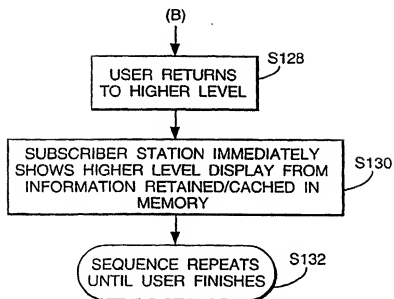 (B)
S128
USER RETURNS
TO HIGHER LEVEL
SUBSCRIBER STATION IMMEDIATELY
SHOWS HIGHER LEVEL DISPLAY FROM
INFORMATION RETAINED/CACHED IN
MEMORY
S130
S132
SEQUENCE REPEATS
UNTIL USER FINISHES